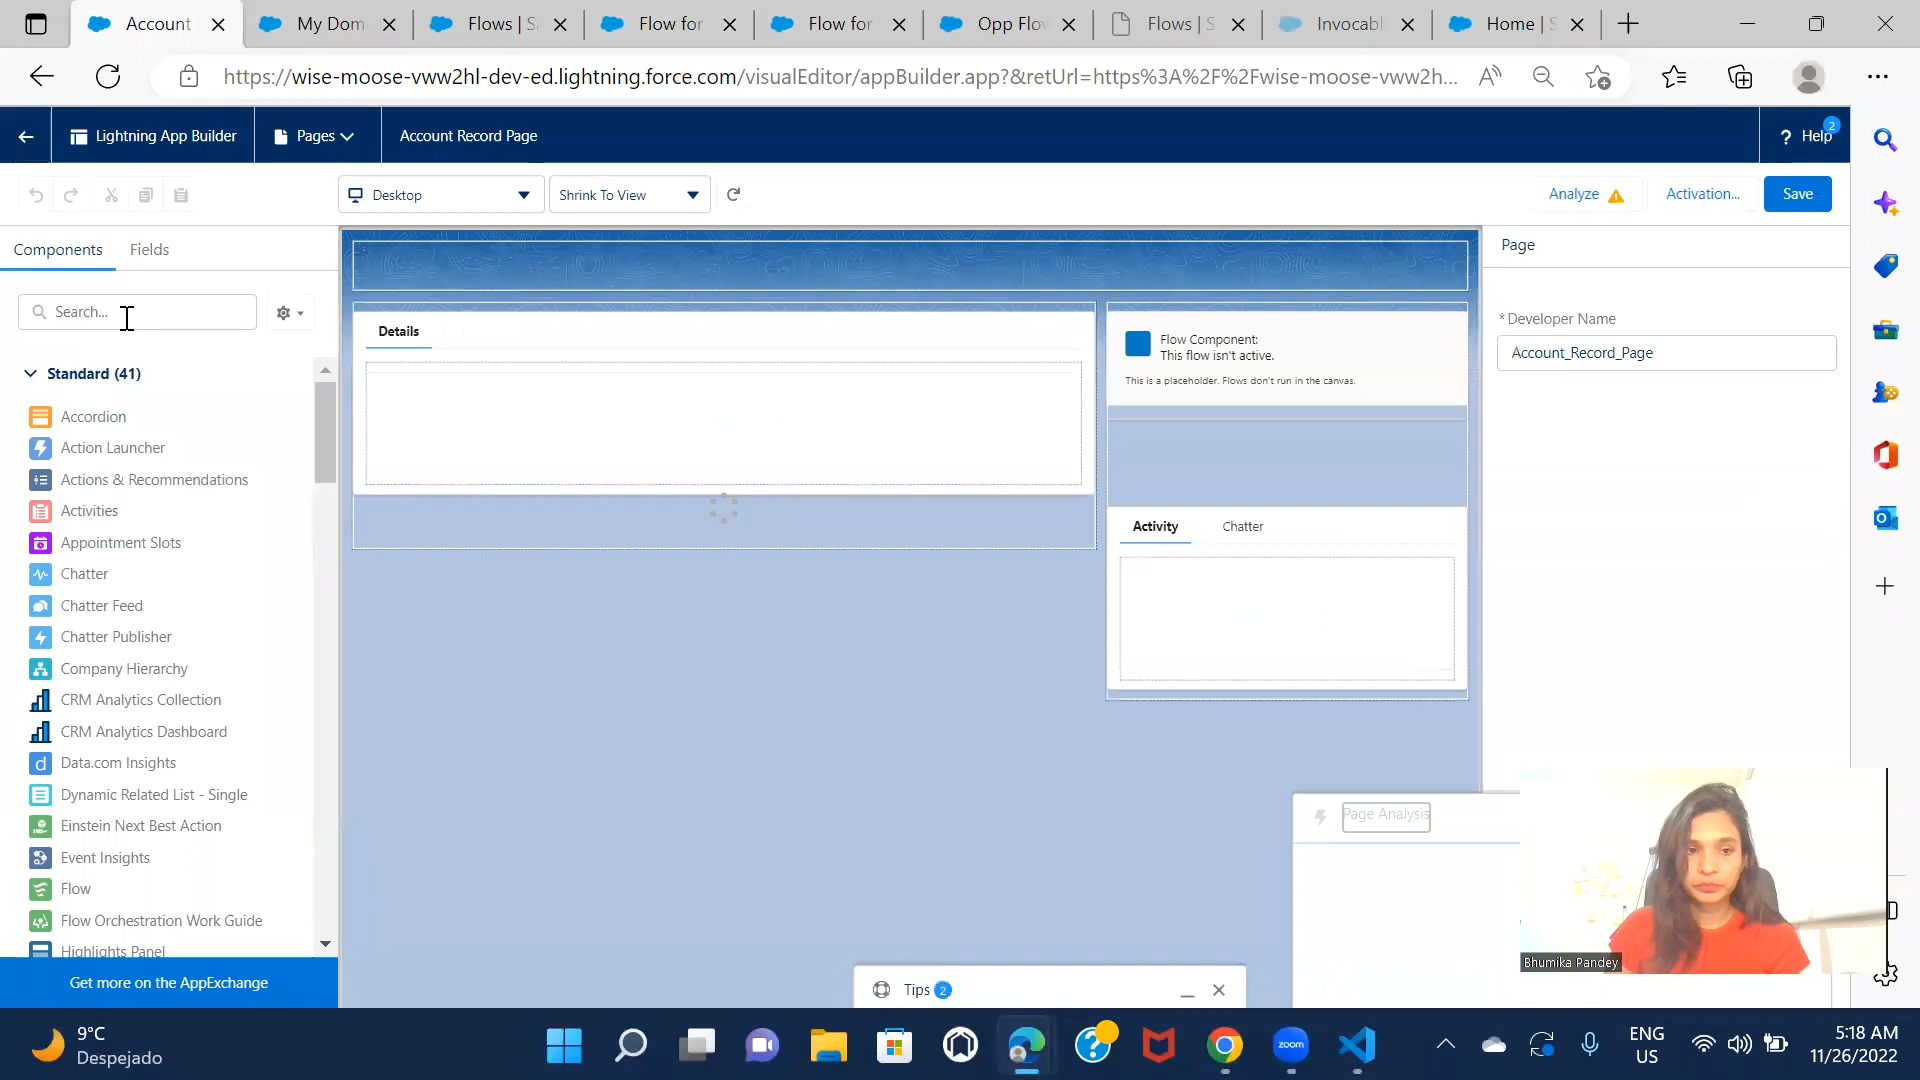 Account
My Dom
Flows | S
Flow for
Flow for
Opp Flo
Flows | S
Invocabl
Home | S
https://wise-moose-vww2hl-dev-ed.lightning.force.com/visualEditor/appBuilder.app?&retUrl=https%3A%2F%2Fwise-moose-vww2h...
Lightning App Builder
Pages
Account Record Page
? Help
2
Desktop
Shrink To View
Analyze
Activation...
Save
Components
Fields
Search...
Standard (41)
Accordion
Action Launcher
Actions & Recommendations
Activities
Appointment Slots
Chatter
Chatter Feed
Chatter Publisher
Company Hierarchy
CRM Analytics Collection
CRM Analytics Dashboard
Data.com Insights
Dynamic Related List - Single
Einstein Next Best Action
Event Insights
Flow
Flow Orchestration Work Guide
Highlights Panel
Get more on the AppExchange
Details
Flow Component:
This flow isn't active.
This is a placeholder. Flows don't run in the canvas.
Activity
Chatter
Page
*Developer Name
Account_Record_Page
Page Analysis
Tips 2
Bhumika Pandey
9°C
Despejado
zoom
ENG
US
5:18 AM
11/26/2022